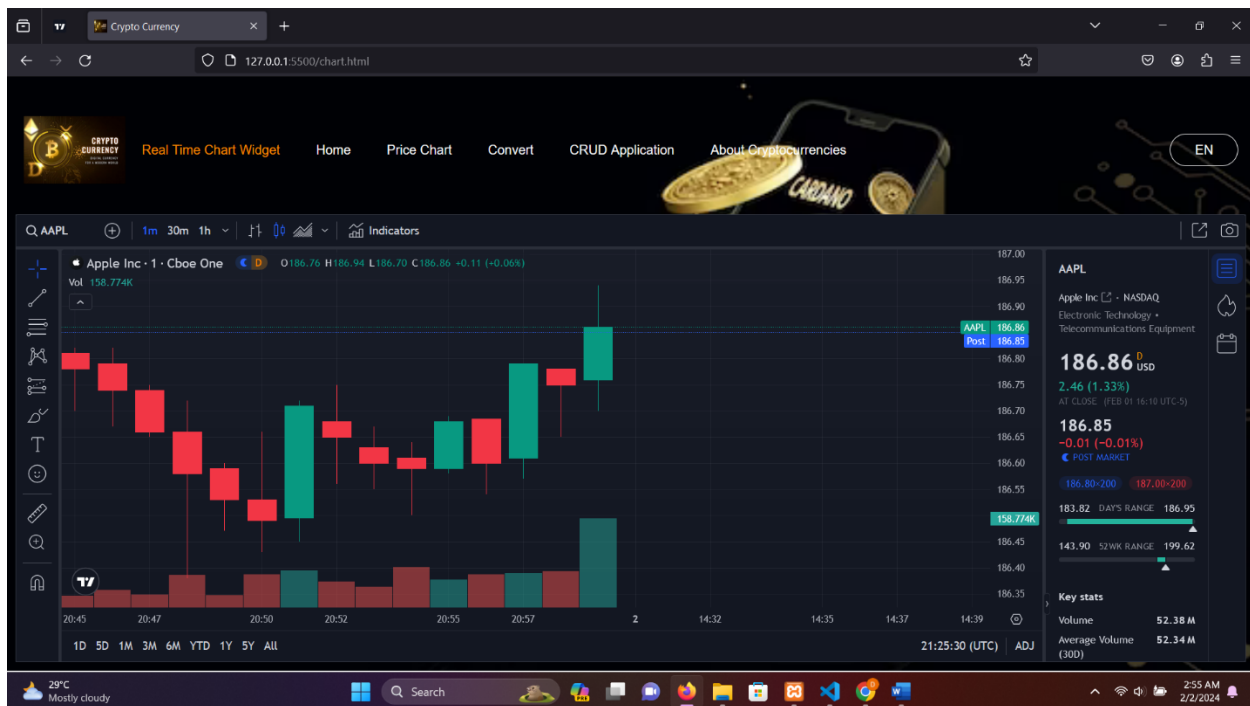 Crypto Currency
127.0.0.1:5500/chart.html
CRYPTO
CURRENCY
Real Time Chart Widget
Home
Price Chart
Convert
CRUD Application
About Cryptocurrencies
EN
CARDANO
AAPL
1m 30m 1h
Indicators
Apple Inc · 1 · Cboe One D O186.76 H186.94 L186.70 C186.86 +0.11 (+0.06%)
Vol 158.774K
187.00
186.95
186.90
AAPL 186.86
Post 186.85
186.80
186.75
186.70
186.65
186.60
186.55
158.774K
186.45
186.40
186.35
20:45 20:47 20:50 20:52 20:55 20:57 2 14:32 14:35 14:37 14:39
1D 5D 1M 3M 6M YTD 1Y 5Y All
21:25:30 (UTC) ADJ
AAPL
Apple Inc · NASDAQ
Electronic Technology •
Telecommunications Equipment
186.86 D USD
2.46 (1.33%)
AT CLOSE (FEB 01 16:10 UTC-5)
186.85
−0.01 (−0.01%)
POST MARKET
186.80×200 187.00×200
183.82 DAY'S RANGE 186.95
143.90 52WK RANGE 199.62
Key stats
Volume 52.38M
Average Volume 52.34M
(30D)
29°C
Mostly cloudy
Search
2:55 AM
2/2/2024